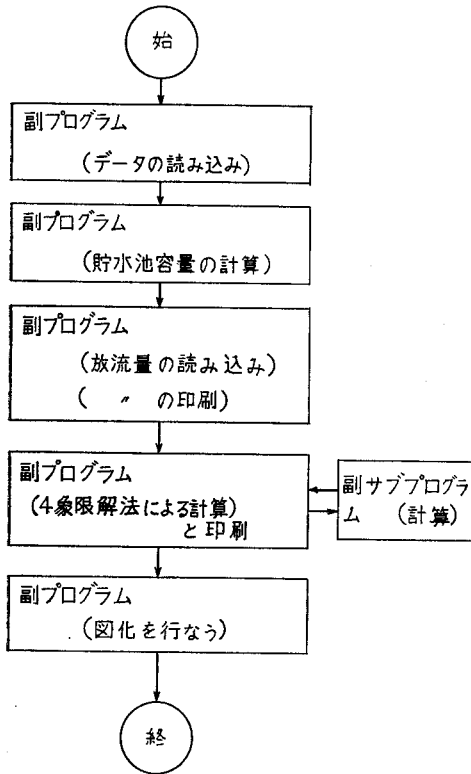 始
副プログラム
(データの読み込み)
副プログラム
(貯水池容量の計算)
副プログラム
(放流量の読み込み)
( 〃 の印刷)
副プログラム
(4象限解法による計算)
と印刷
副サブプログラ
ム (計算)
副プログラム
(図化を行なう)
終